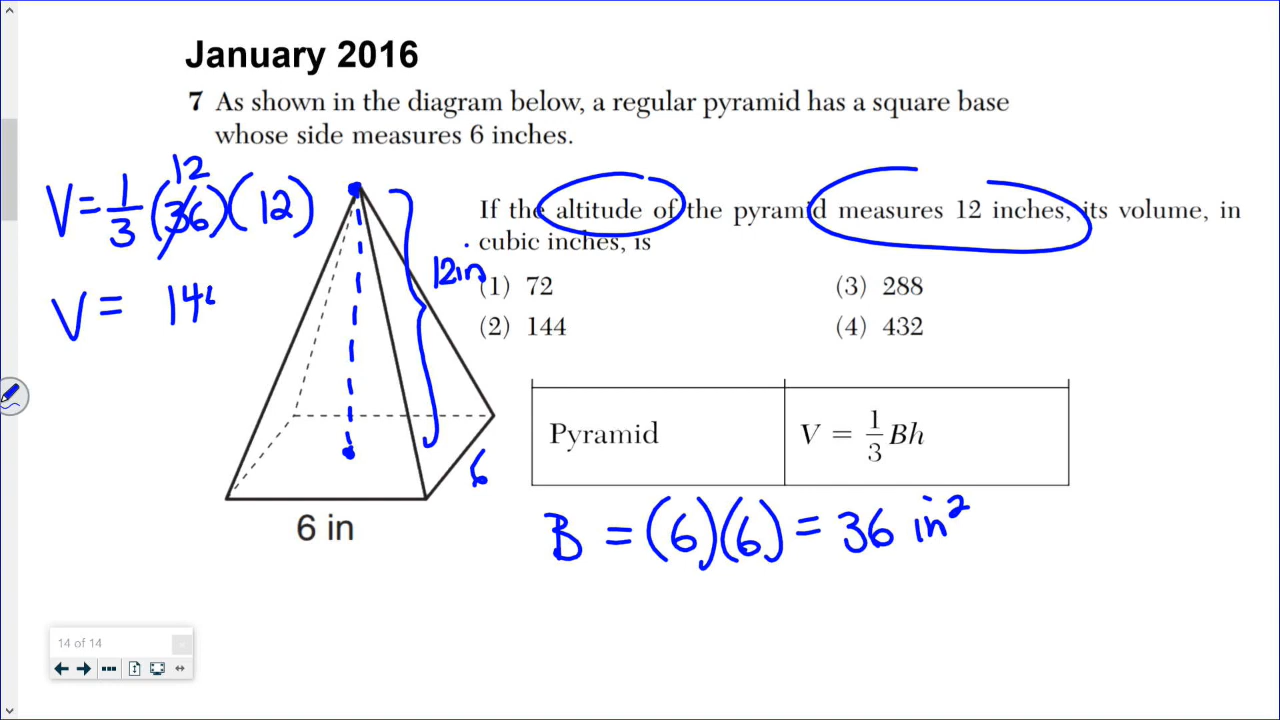 January 2016
7 As shown in the diagram below, a regular pyramid has a square base
whose side measures 6 inches.
12
V = 1/3 (36)(12)
If the altitude of the pyramid measures 12 inches, its volume, in
cubic inches, is
12in
(1) 72
(3) 288
V = 14
(2) 144
(4) 432
Pyramid
V = 1/3 Bh
6
6 in
B = (6)(6) = 36 in²
14 of 14